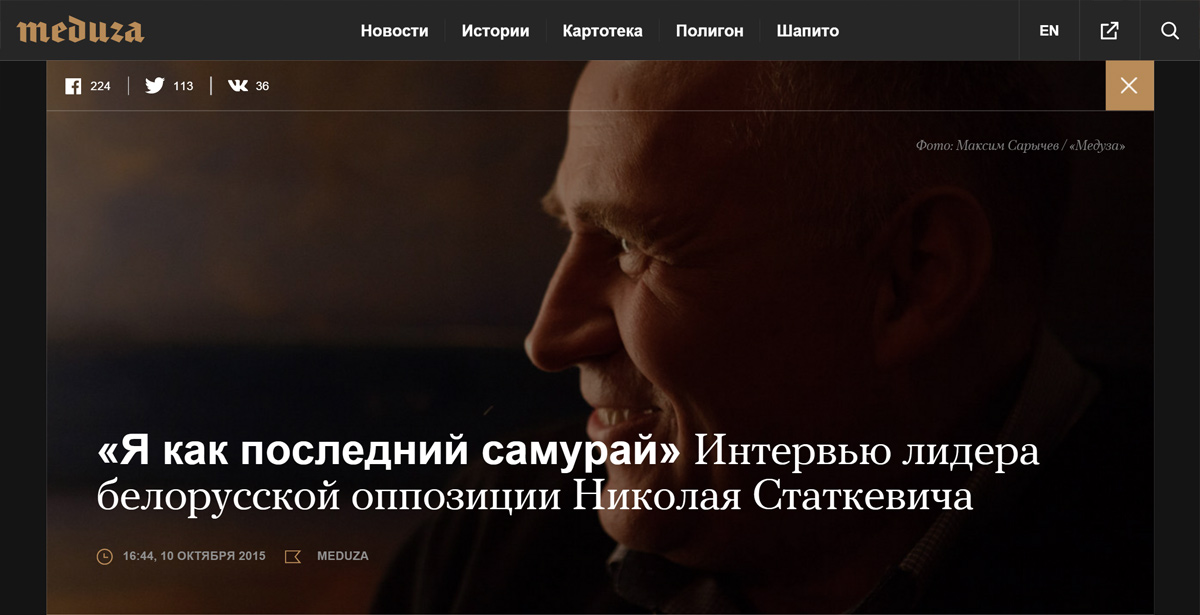 meduza
Новости Истории Картотека Полигон Шапито
EN
224 113 36
Фото: Максим Сарычев / «Медуза»
«Я как последний самурай» Интервью лидера
белорусской оппозиции Николая Статкевича
16:44, 10 ОКТЯБРЯ 2015 MEDUZA